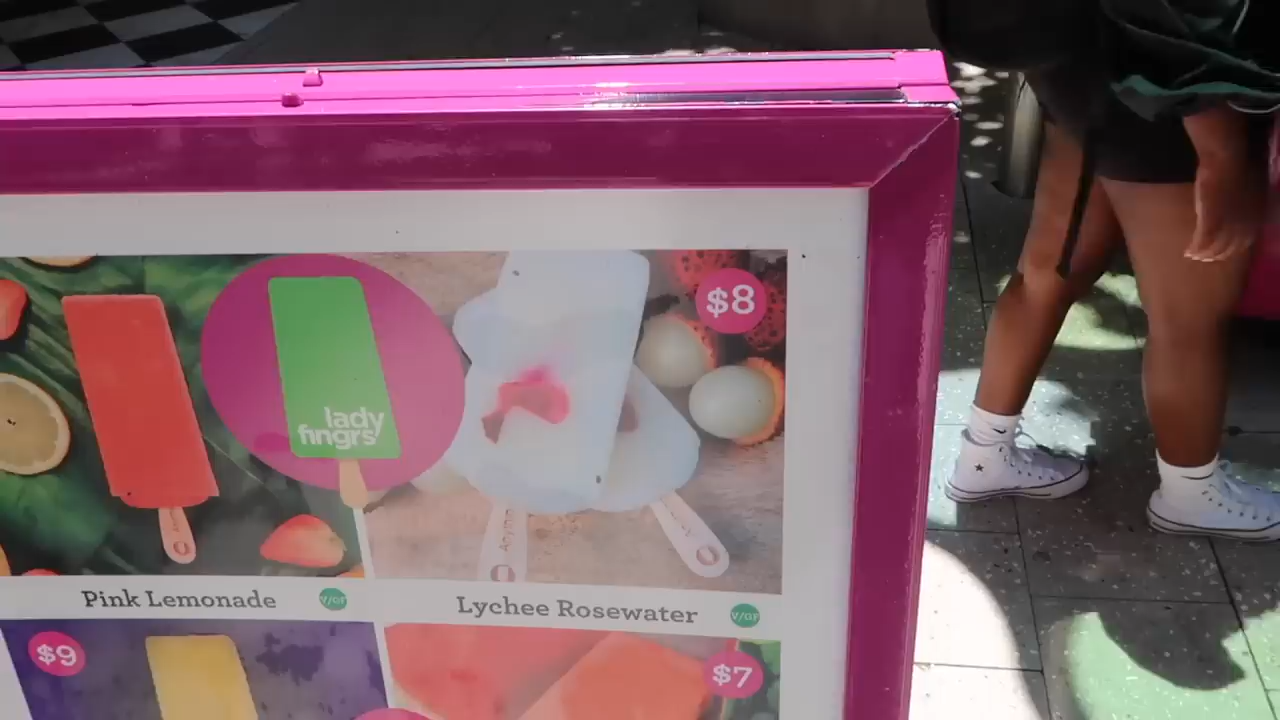 $8
lady
fingrs
Pink Lemonade
v/gf
Lychee Rosewater
v/gf
$9
$7